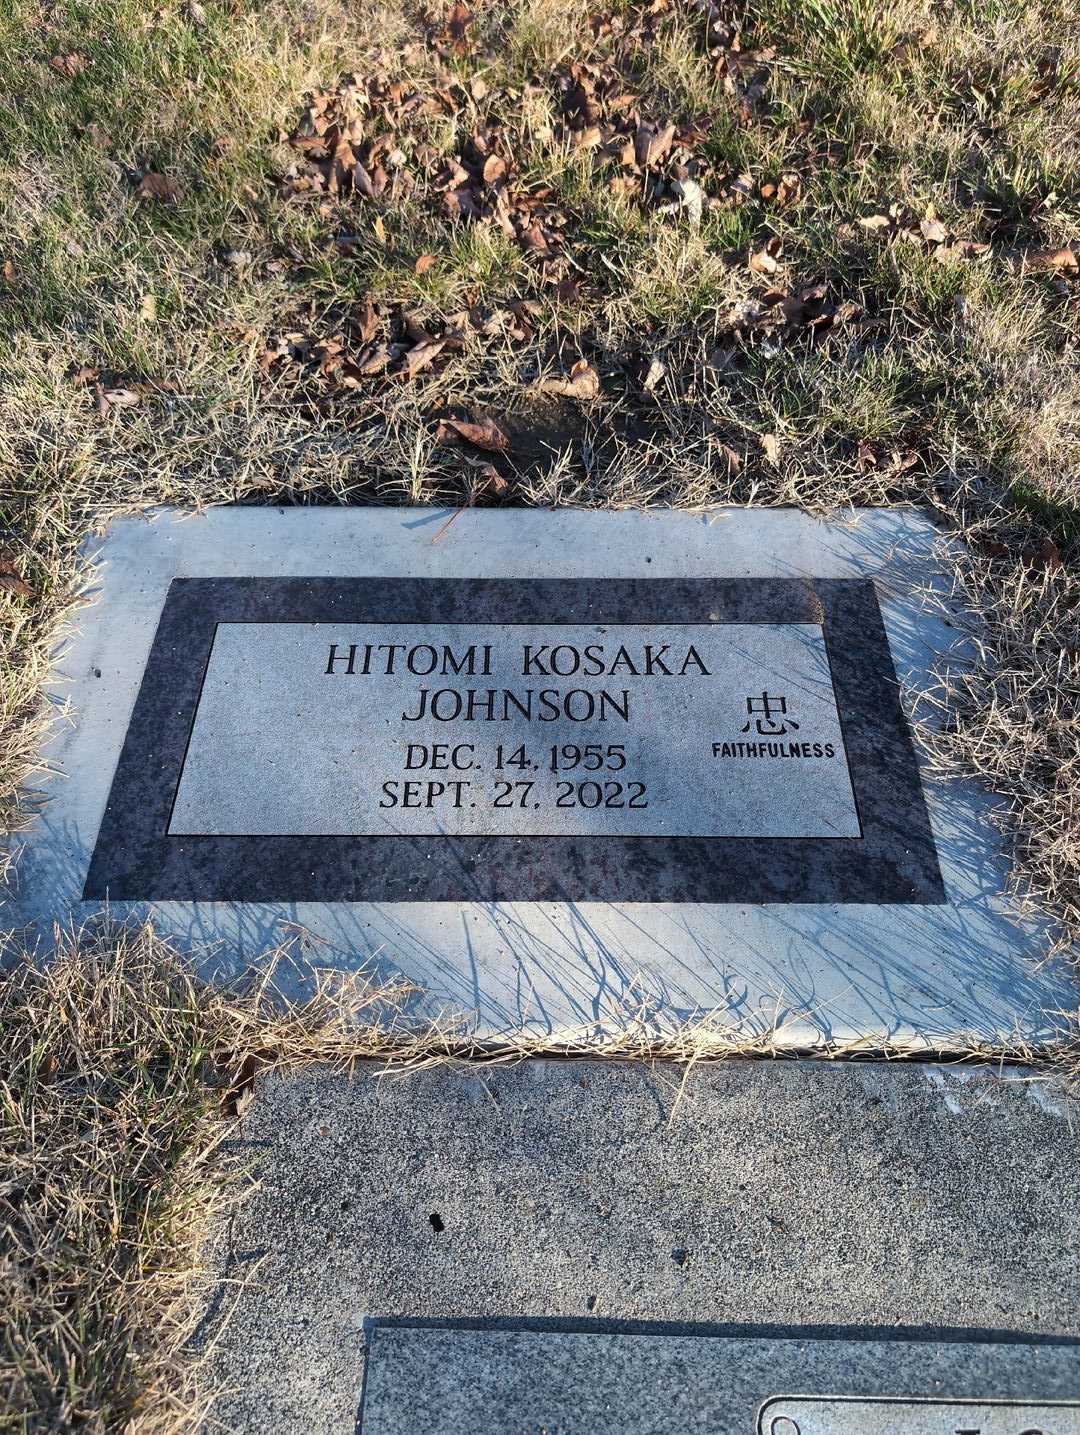 HITOMI KOSAKA
JOHNSON
DEC. 14, 1955
SEPT. 27, 2022
忠
FAITHFULNESS